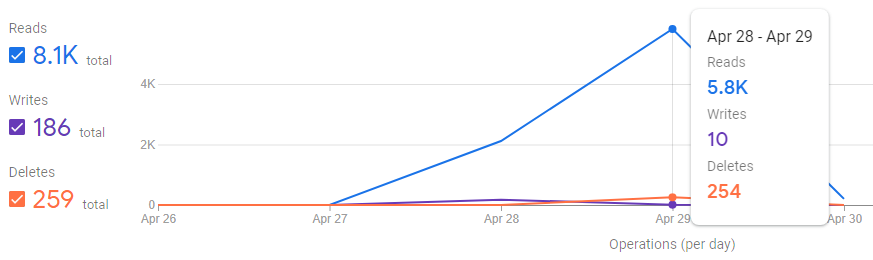 Reads
8.1K total
Writes
186 total
Deletes
259 total
4K
2K
0
Apr 26
Apr 27
Apr 28
Apr 29
Apr 30
Operations (per day)
Apr 28 - Apr 29
Reads
5.8K
Writes
10
Deletes
254